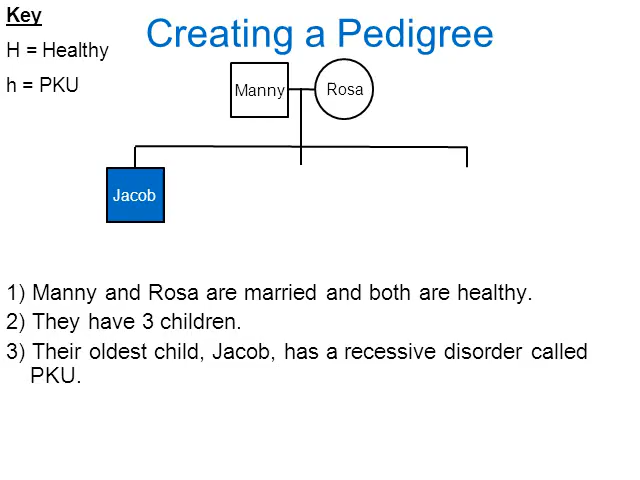 Key
Creating a Pedigree
H = Healthy
h = PKU
Manny
Rosa
Jacob
1) Manny and Rosa are married and both are healthy.
2) They have 3 children.
3) Their oldest child, Jacob, has a recessive disorder called
PKU.